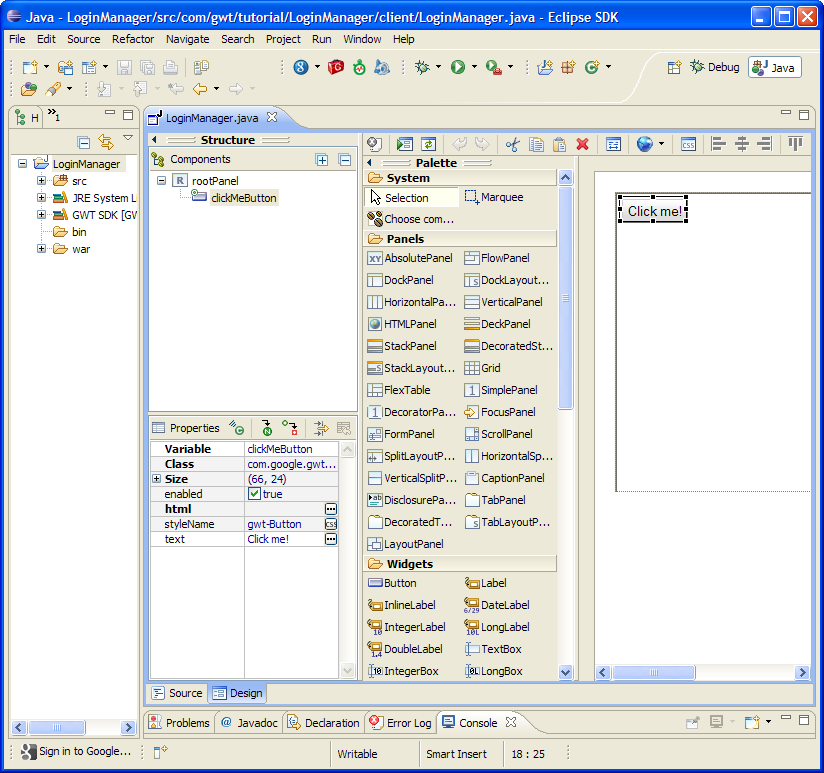 Java - LoginManager/src/com/gwt/tutorial/LoginManager/client/LoginManager.java - Eclipse SDK
File Edit Source Refactor Navigate Search Project Run Window Help
Debug Java
H »1
LoginManager.java
LoginManager
src
JRE System L
GWT SDK [GW
bin
war
Structure
Components
rootPanel
clickMeButton
Properties
Variable clickMeButton
Class com.google.gwt...
Size (66, 24)
enabled true
html
styleName gwt-Button
text Click me!
Palette
System
Selection Marquee
Choose com...
Panels
AbsolutePanel FlowPanel
DockPanel DockLayout...
HorizontalPa... VerticalPanel
HTMLPanel DeckPanel
StackPanel DecoratedSt...
StackLayout... Grid
FlexTable SimplePanel
DecoratorPa... FocusPanel
FormPanel ScrollPanel
SplitLayoutP... HorizontalSp...
VerticalSplitP... CaptionPanel
DisclosurePa... TabPanel
DecoratedT... TabLayoutP...
LayoutPanel
Widgets
Button Label
InlineLabel DateLabel
IntegerLabel LongLabel
DoubleLabel TextBox
IntegerBox LongBox
Click me!
Source Design
Problems Javadoc Declaration Error Log Console
Sign in to Google... Writable Smart Insert 18 : 25